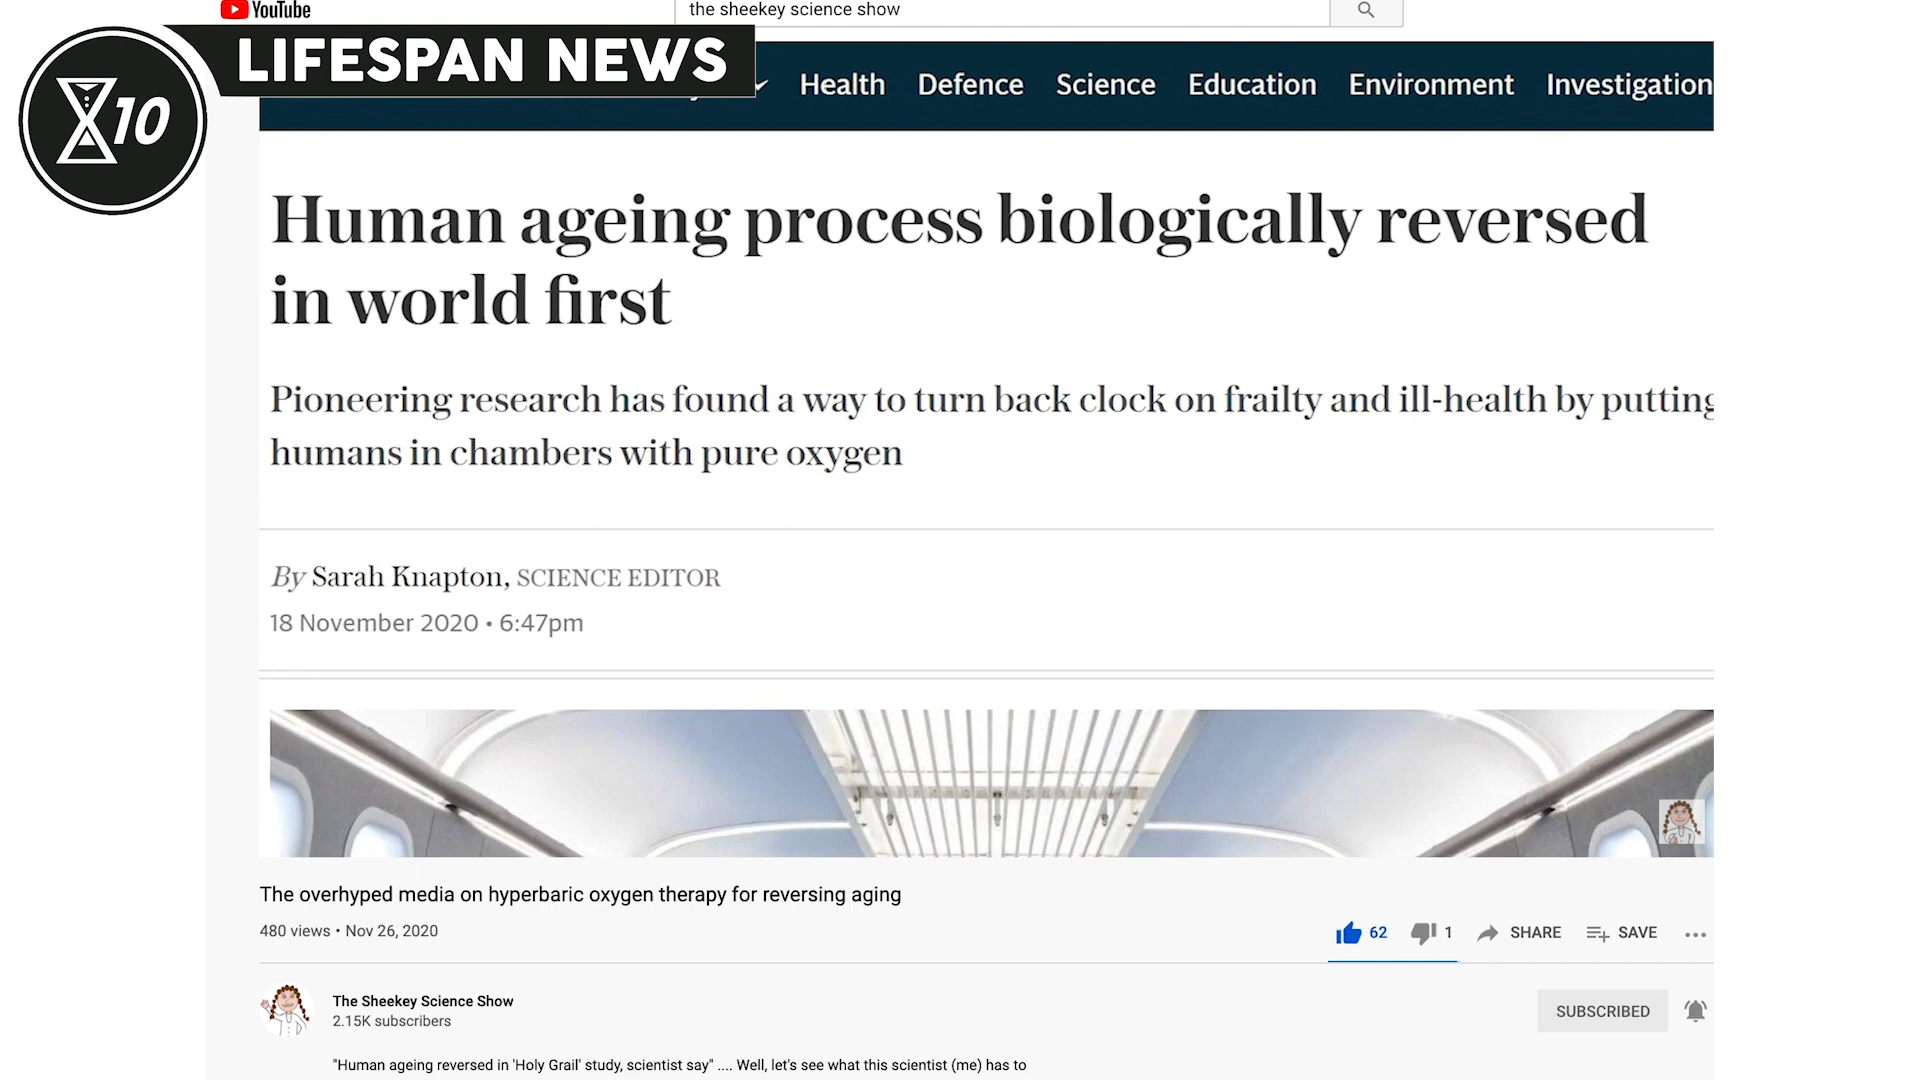 YouTube
the sheekey science show
LIFESPAN NEWS
X10
Health Defence Science Education Environment Investigation
Human ageing process biologically reversed
in world first
Pioneering research has found a way to turn back clock on frailty and ill-health by putting
humans in chambers with pure oxygen
By Sarah Knapton, SCIENCE EDITOR
18 November 2020 • 6:47pm
The overhyped media on hyperbaric oxygen therapy for reversing aging
480 views • Nov 26, 2020
62 1 SHARE SAVE
The Sheekey Science Show
2.15K subscribers
SUBSCRIBED
"Human ageing reversed in 'Holy Grail' study, scientist say" .... Well, let's see what this scientist (me) has to